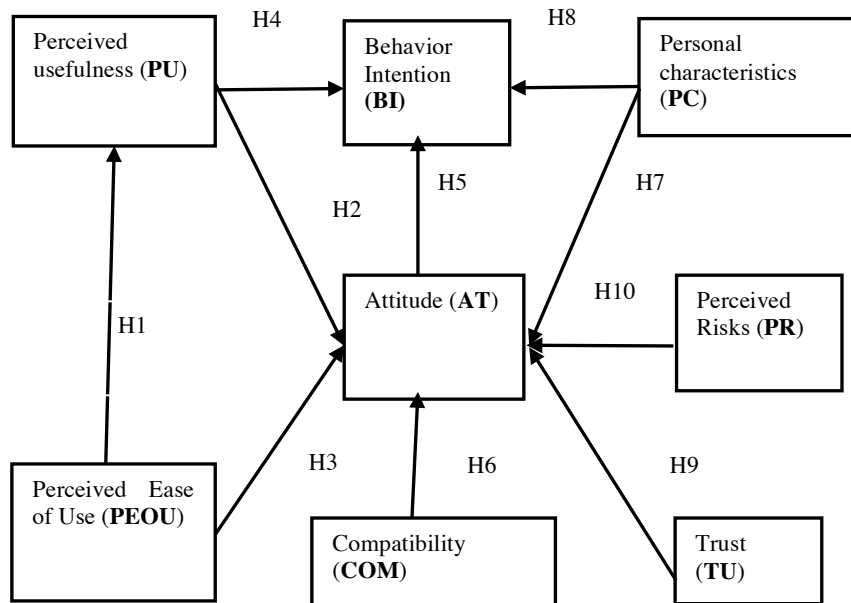 H4
H8
Perceived
usefulness (PU)
Behavior
Intention
(BI)
Personal
characteristics
(PC)
H5
H7
H2
H10
Attitude (AT)
Perceived
Risks (PR)
H1
H3
H6
H9
Perceived Ease
of Use (PEOU)
Compatibility
(COM)
Trust
(TU)